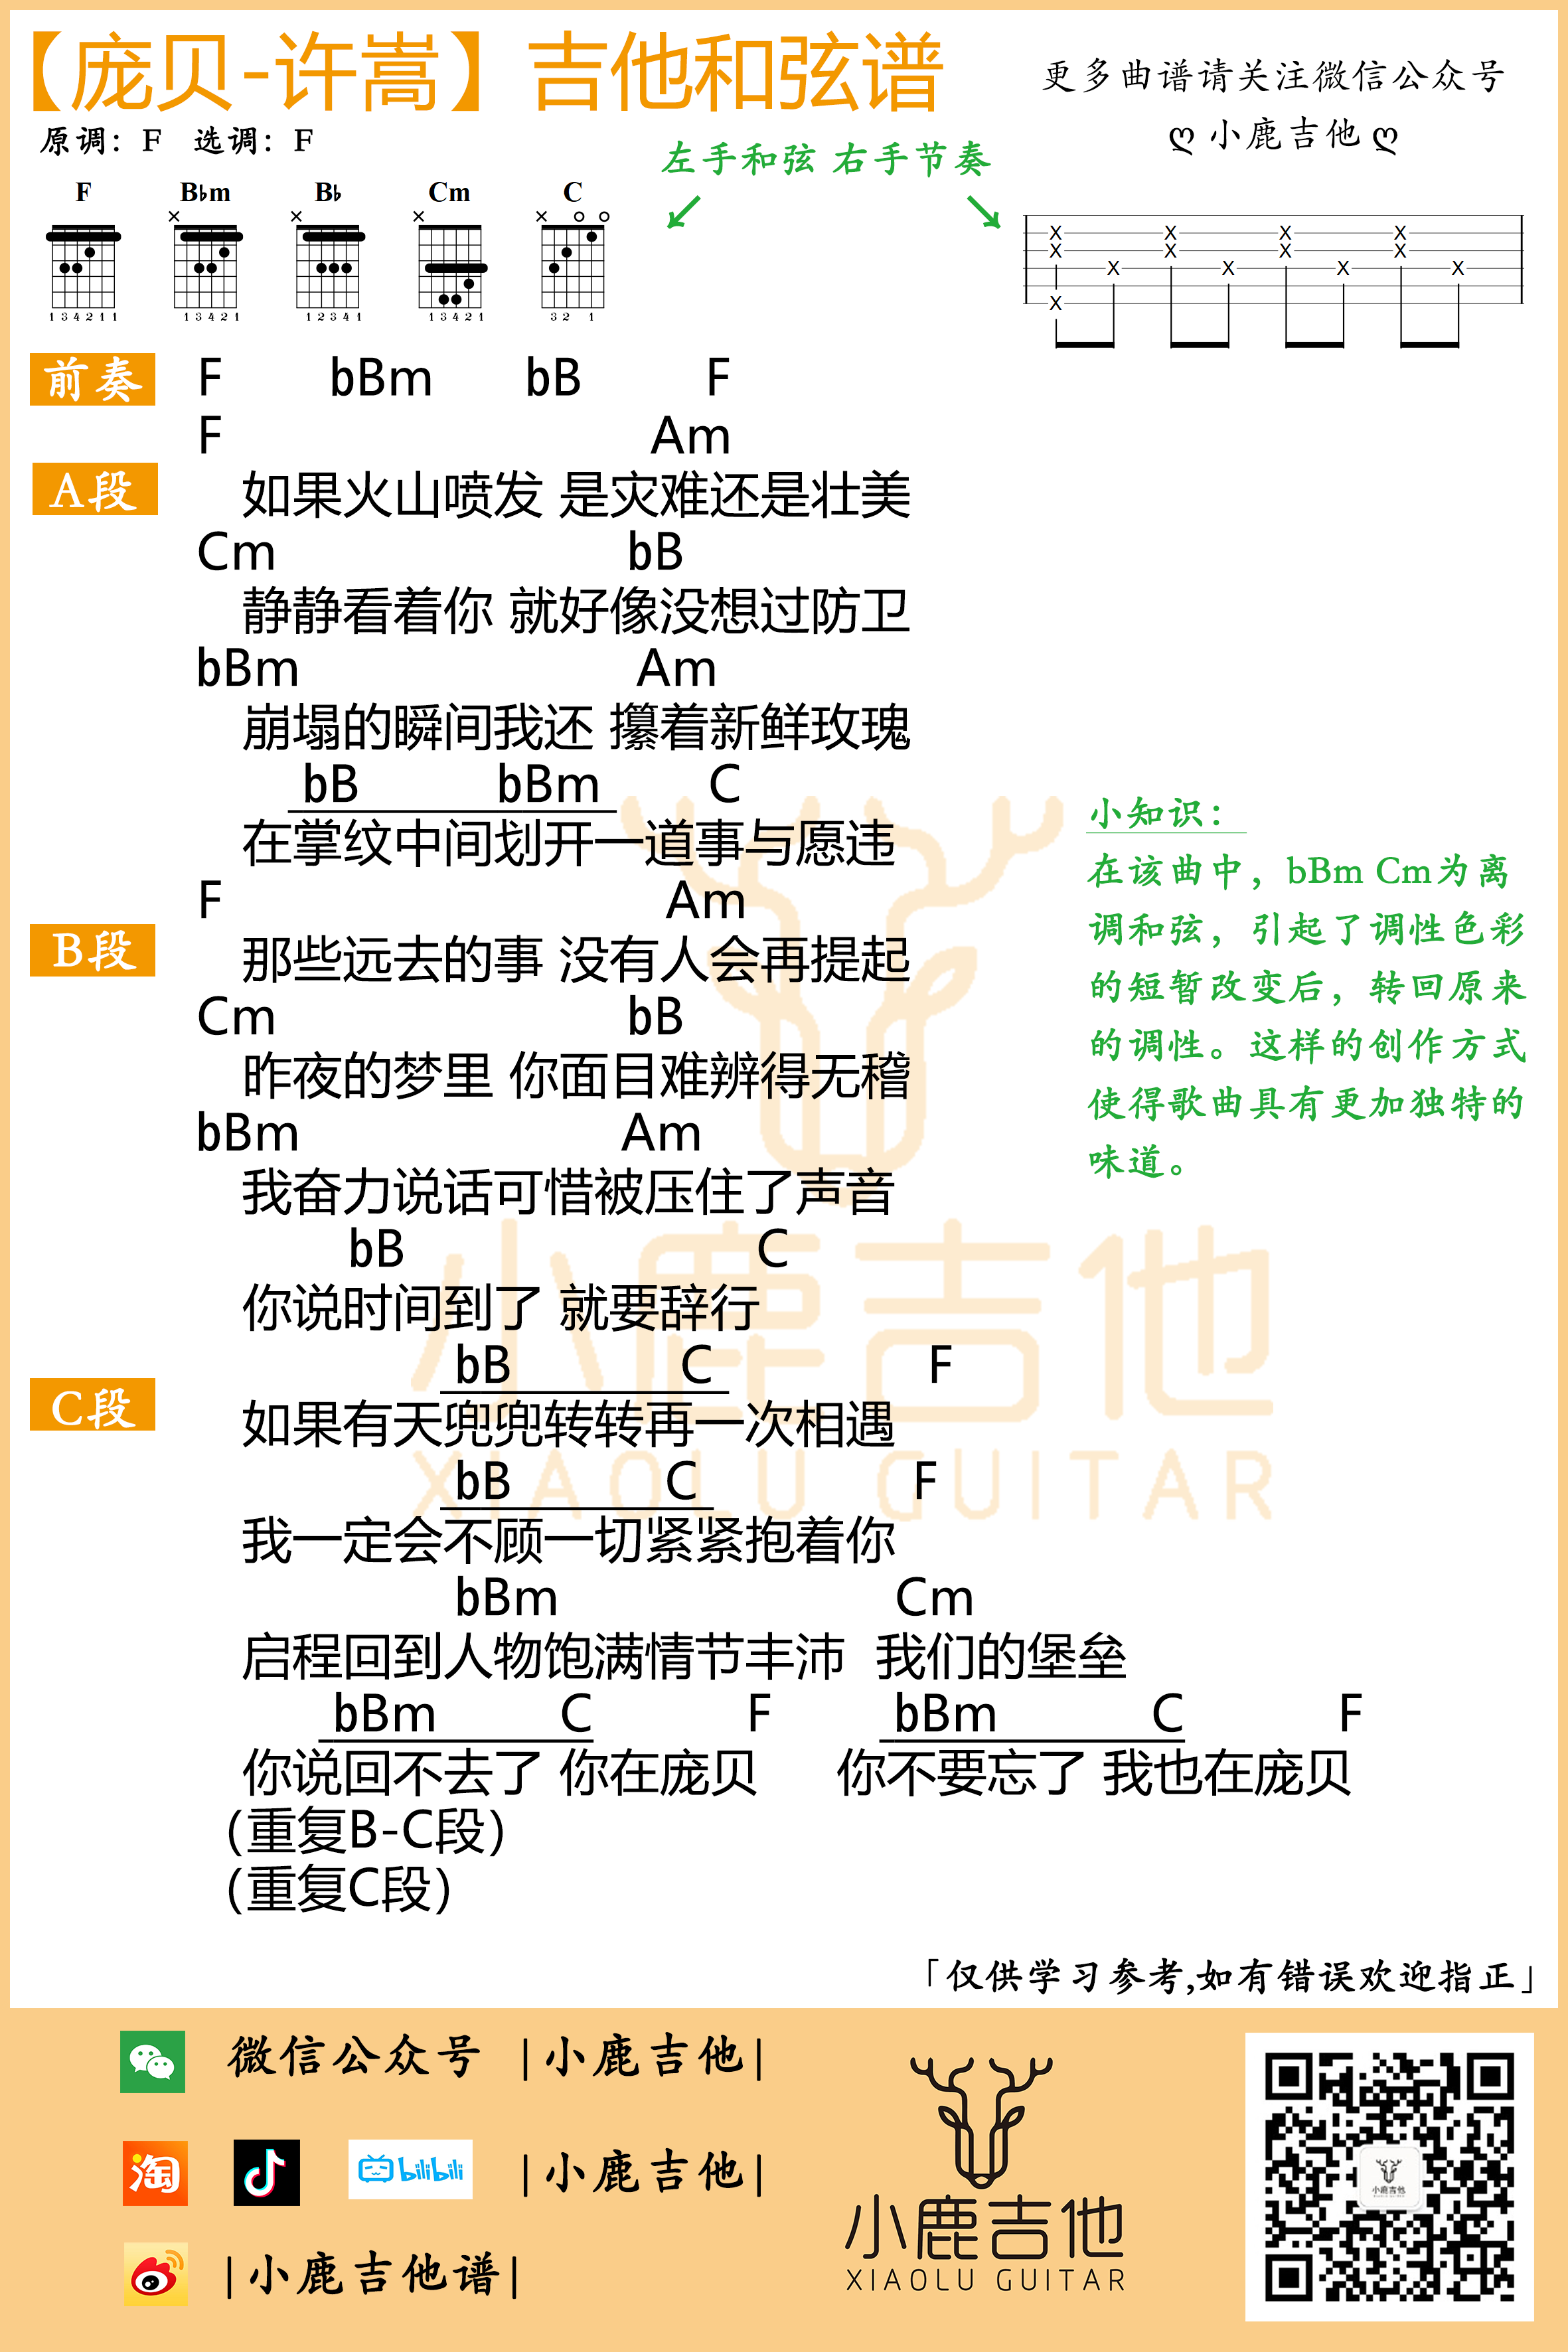 【庞贝-许嵩】吉他和弦谱
更多曲谱请关注微信公众号
ღ 小鹿吉他 ღ
原调：F 选调：F
左手和弦 右手节奏
F B♭m B♭ Cm C
× × × × ○ ○
1 3 4 2 1 1 1 3 4 2 1 1 2 3 4 1 1 3 4 2 1 3 2 1
X X X X
X X X X
X X X X
X
前奏 F bBm bB F
F Am
A段 如果火山喷发 是灾难还是壮美
Cm bB
静静看着你 就好像没想过防卫
bBm Am
崩塌的瞬间我还 攥着新鲜玫瑰
bB bBm C
在掌纹中间划开一道事与愿违
F Am
B段 那些远去的事 没有人会再提起
Cm bB
昨夜的梦里 你面目难辨得无稽
bBm Am
我奋力说话可惜被压住了声音
bB C
你说时间到了 就要辞行
bB C F
C段 如果有天兜兜转转再一次相遇
bB C F
我一定会不顾一切紧紧抱着你
bBm Cm
启程回到人物饱满情节丰沛 我们的堡垒
bBm C F bBm C F
你说回不去了 你在庞贝 你不要忘了 我也在庞贝
（重复B-C段）
（重复C段）
小知识：
在该曲中，bBm Cm为离
调和弦，引起了调性色彩
的短暂改变后，转回原来
的调性。这样的创作方式
使得歌曲具有更加独特的
味道。
小鹿吉他
XIAOLU GUITAR
「仅供学习参考,如有错误欢迎指正」
微信公众号 |小鹿吉他|
淘 bilibili |小鹿吉他|
|小鹿吉他谱|
小鹿吉他
XIAOLU GUITAR
小鹿吉他